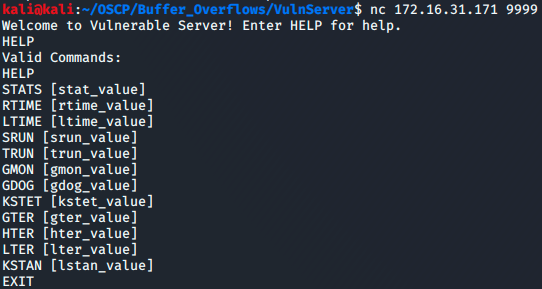 kali@kali:~/OSCP/Buffer_Overflows/VulnServer$ nc 172.16.31.171 9999
Welcome to Vulnerable Server! Enter HELP for help.
HELP
Valid Commands:
HELP
STATS [stat_value]
RTIME [rtime_value]
LTIME [ltime_value]
SRUN [srun_value]
TRUN [trun_value]
GMON [gmon_value]
GDOG [gdog_value]
KSTET [kstet_value]
GTER [gter_value]
HTER [hter_value]
LTER [lter_value]
KSTAN [lstan_value]
EXIT